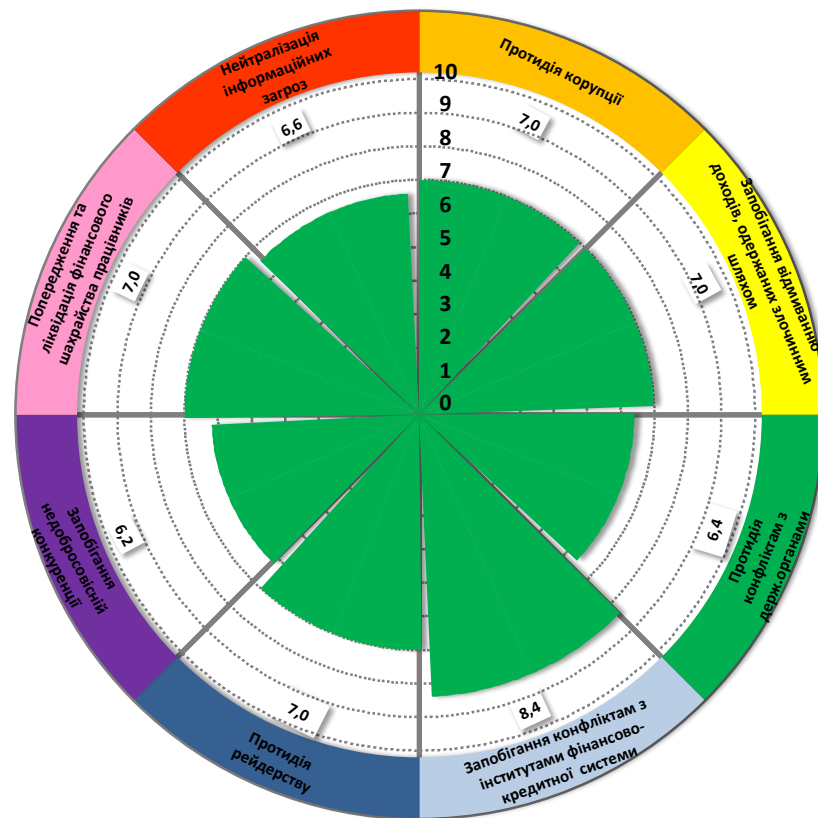 Нейтралізація
інформаційних
загроз
6,6
Протидія корупції
7,0
Запобігання відмиванню
доходів, одержаних злочинним
шляхом
7,0
Протидія
конфліктам з
держ.органами
6,4
Запобігання конфліктам з
інститутами фінансово-
кредитної системи
8,4
Протидія
рейдерству
7,0
Запобігання
недобросовісній
конкуренції
6,2
Попередження та
ліквідація фінансового
шахрайства працівників
7,0
10
9
8
7
6
5
4
3
2
1
0